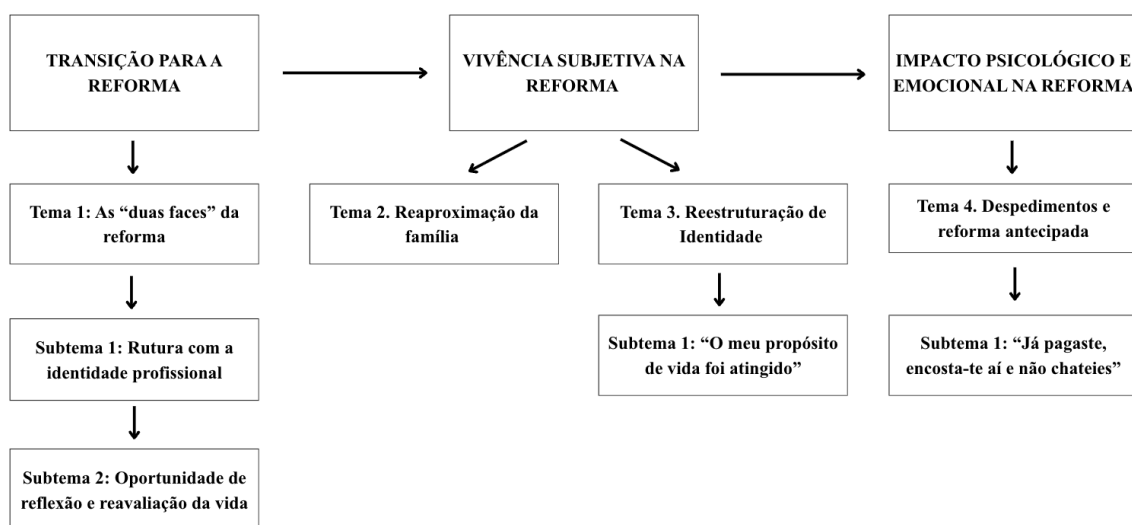 TRANSIÇÃO PARA A
REFORMA
VIVÊNCIA SUBJETIVA NA
REFORMA
IMPACTO PSICOLÓGICO E
EMOCIONAL NA REFORMA
Tema 1: As “duas faces” da
reforma
Tema 2. Reaproximação da
família
Tema 3. Reestruturação de
Identidade
Tema 4. Despedimentos e
reforma antecipada
Subtema 1: Rutura com a
identidade profissional
Subtema 1: “O meu propósito
de vida foi atingido”
Subtema 1: “Já pagaste,
encosta-te aí e não chateies”
Subtema 2: Oportunidade de
reflexão e reavaliação da vida